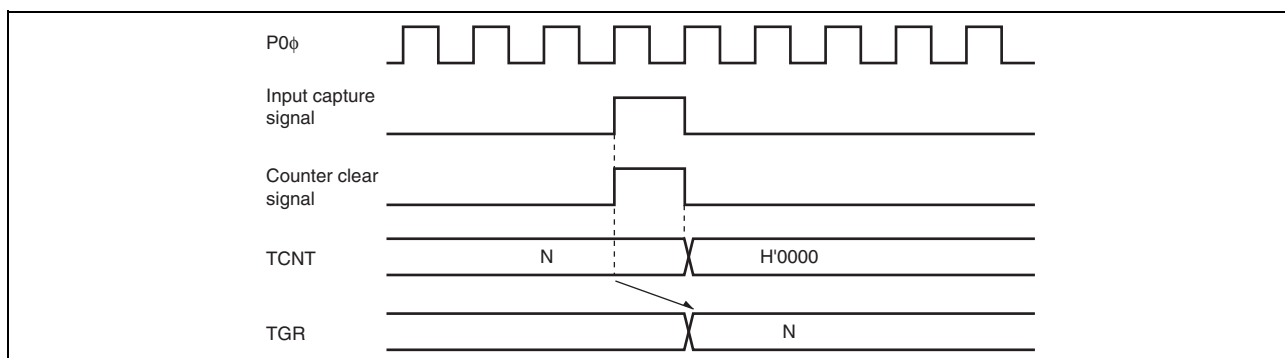 P0ϕ
Input capture
signal
Counter clear
signal
TCNT
N
H'0000
TGR
N